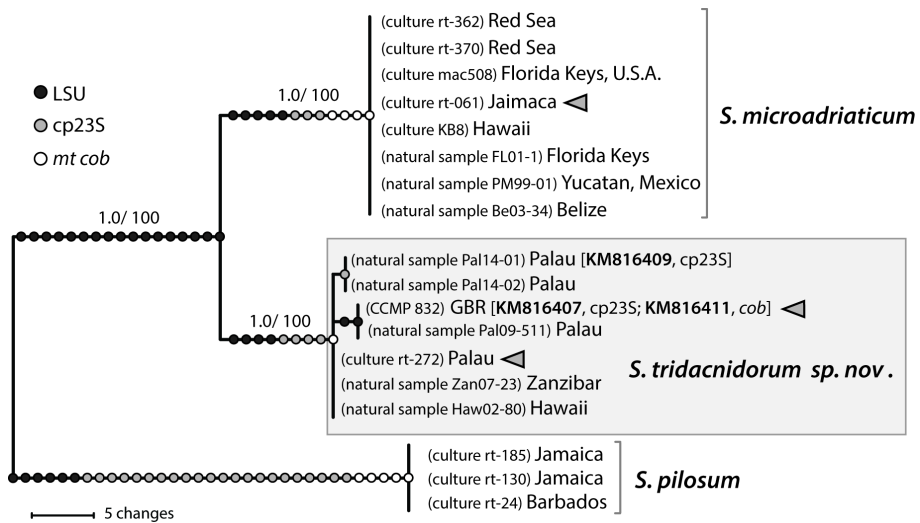 (culture rt-362) Red Sea
(culture rt-370) Red Sea
(culture mac508) Florida Keys, U.S.A.
(culture rt-061) Jaimaca
(culture KB8) Hawaii
(natural sample FL01-1) Florida Keys
(natural sample PM99-01) Yucatan, Mexico
(natural sample Be03-34) Belize
S. microadriaticum
LSU
cp23S
mt cob
1.0/ 100
1.0/ 100
1.0/ 100
(natural sample Pal14-01) Palau [KM816409, cp23S]
(natural sample Pal14-02) Palau
(CCMP 832) GBR [KM816407, cp23S; KM816411, cob]
(natural sample Pal09-511) Palau
(culture rt-272) Palau
(natural sample Zan07-23) Zanzibar
(natural sample Haw02-80) Hawaii
S. tridacnidorum sp. nov .
(culture rt-185) Jamaica
(culture rt-130) Jamaica
(culture rt-24) Barbados
S. pilosum
5 changes